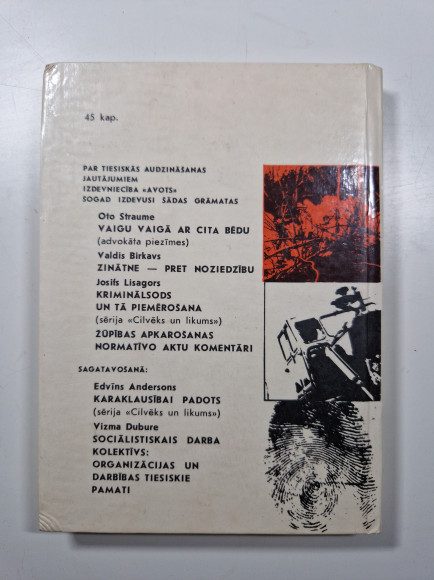 45 kap.
PAR TIESISKĀS AUDZINĀŠANAS
JAUTĀJUMIEM
IZDEVNIECĪBA «AVOTS»
ŠOGAD IZDEVUSI ŠĀDAS GRĀMATAS
Oto Straume
VAIGU VAIGĀ AR CITA BĒDU
(advokāta piezīmes)
Valdis Birkavs
ZINĀTNE — PRET NOZIEDZĪBU
Josifs Lisagors
KRIMINĀLSODS
UN TĀ PIEMĒROŠANA
(sērija «Cilvēks un likums»)
ŽŪPĪBAS APKAROŠANAS
NORMATĪVO AKTU KOMENTĀRI
SAGATAVOŠANĀ:
Edvīns Andersons
KARAKLAUSĪBAI PADOTS
(sērija «Cilvēks un likums»)
Vizma Dubure
SOCIĀLISTISKAIS DARBA
KOLEKTĪVS:
ORGANIZĀCIJAS UN
DARBĪBAS TIESISKIE
PAMATI